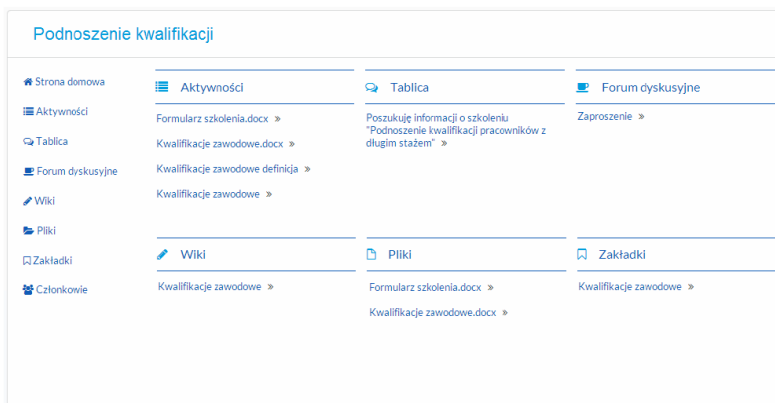 Podnoszenie kwalifikacji
Strona domowa
Aktywności
Tablica
Forum dyskusyjne
Wiki
Pliki
Zakładki
Członkowie
Aktywności
Formularz szkolenia.docx »
Kwalifikacje zawodowe.docx »
Kwalifikacje zawodowe definicja »
Kwalifikacje zawodowe »
Tablica
Poszukuję informacji o szkoleniu
"Podnoszenie kwalifikacji pracowników z
długim stażem" »
Forum dyskusyjne
Zaproszenie »
Wiki
Kwalifikacje zawodowe »
Pliki
Formularz szkolenia.docx »
Kwalifikacje zawodowe.docx »
Zakładki
Kwalifikacje zawodowe »